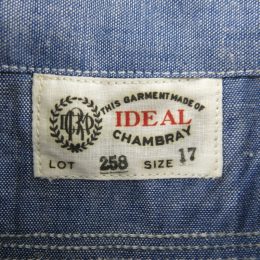 THIS GARMENT MADE OF
IDEAL
CHAMBRAY
LOT 258 SIZE 17